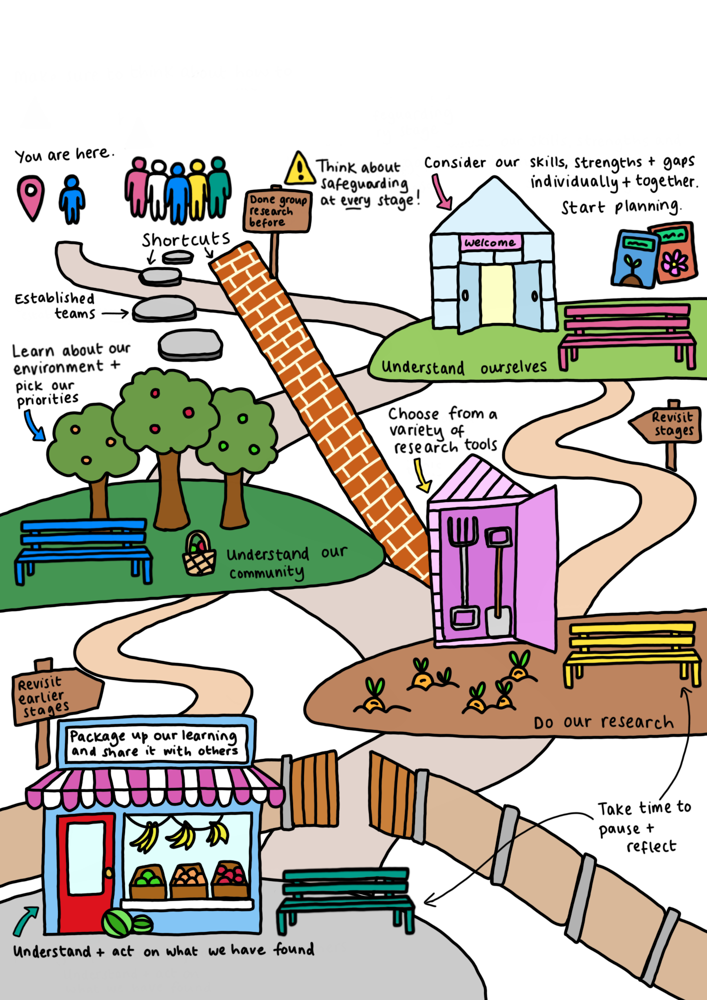 You are here.
Think about
safeguarding
at every stage!
Done group
research
before
Consider our skills, strengths + gaps
individually + together.
Start planning.
welcome
Shortcuts
Established
teams
Understand ourselves
Learn about our
environment +
pick our
priorities
Choose from a
variety of
research tools
Revisit
stages
Understand our
community
Revisit
earlier
stages
Do our research
Package up our learning
and share it with others
Take time to
pause +
reflect
Understand + act on what we have found